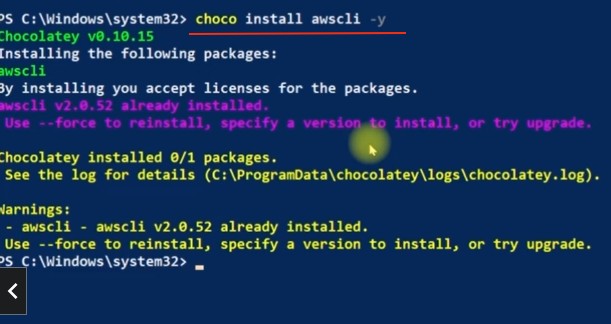 PS C:\Windows\system32> choco install awscli -y
Chocolatey v0.10.15
Installing the following packages:
awscli
By installing you accept licenses for the packages.
awscli v2.0.52 already installed.
Use --force to reinstall, specify a version to install, or try upgrade.
Chocolatey installed 0/1 packages.
See the log for details (C:\ProgramData\chocolatey\logs\chocolatey.log).
Warnings:
- awscli - awscli v2.0.52 already installed.
Use --force to reinstall, specify a version to install, or try upgrade.
PS C:\Windows\system32>